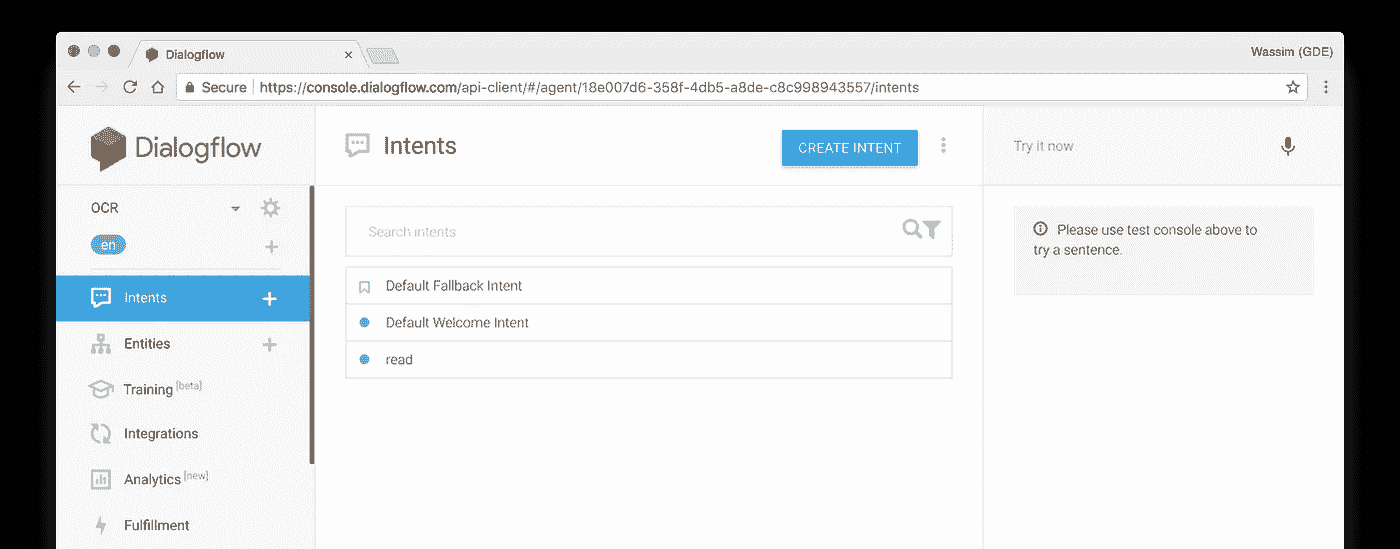 Dialogflow
Wassim (GDE)
Secure https://console.dialogflow.com/api-client/#/agent/18e007d6-358f-4db5-a8de-c8c998943557/intents
Dialogflow
OCR
en
Intents
Entities
Training [beta]
Integrations
Analytics [new]
Fulfillment
Intents
CREATE INTENT
Search intents
Default Fallback Intent
Default Welcome Intent
read
Try it now
Please use test console above to
try a sentence.